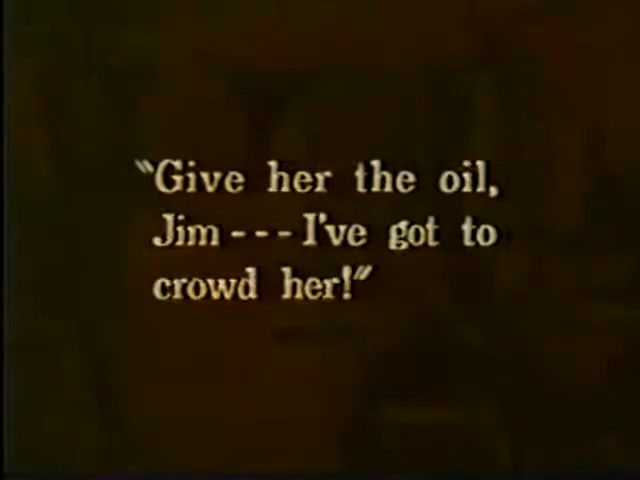 "Give her the oil,
Jim---I've got to
crowd her!"